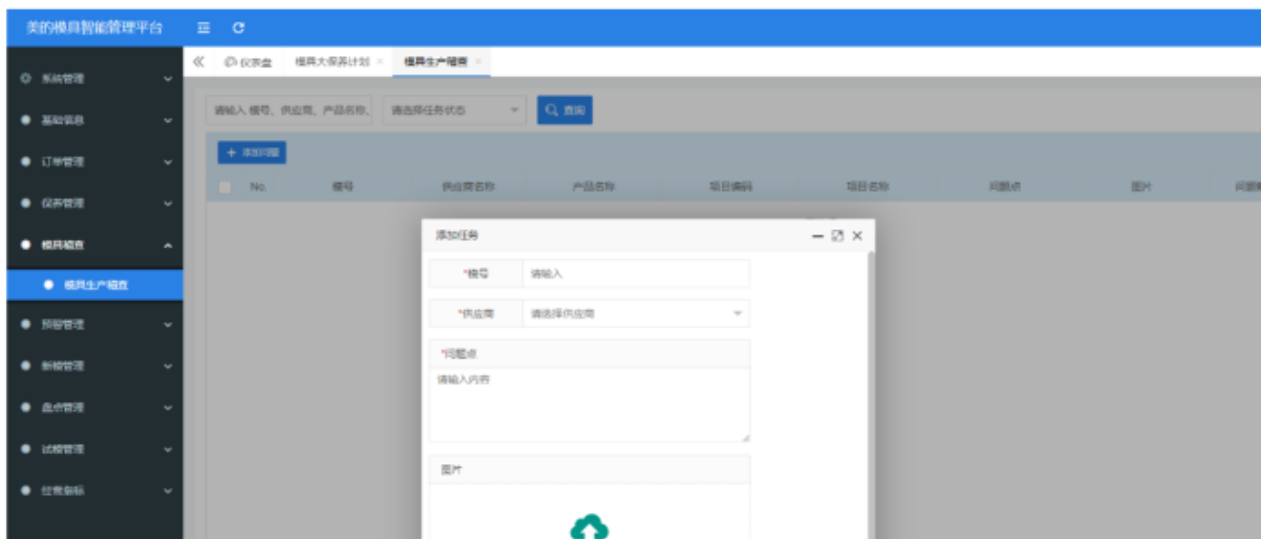 美的模具智能管理平台
仪表盘 模具大保养计划 × 模具生产稽查 ×
系统管理
基础信息
订单管理
保养管理
模具稽查
模具生产稽查
预警管理
新模管理
盘点管理
试模管理
经营指标
请输入 模号、供应商、产品名称、 请选择任务状态 查询
+ 添加问题
No. 模号 供应商名称 产品名称 项目编码 项目名称 问题点 图片 问题
添加任务
*模号 请输入
*供应商 请选择供应商
*问题点
请输入内容
图片